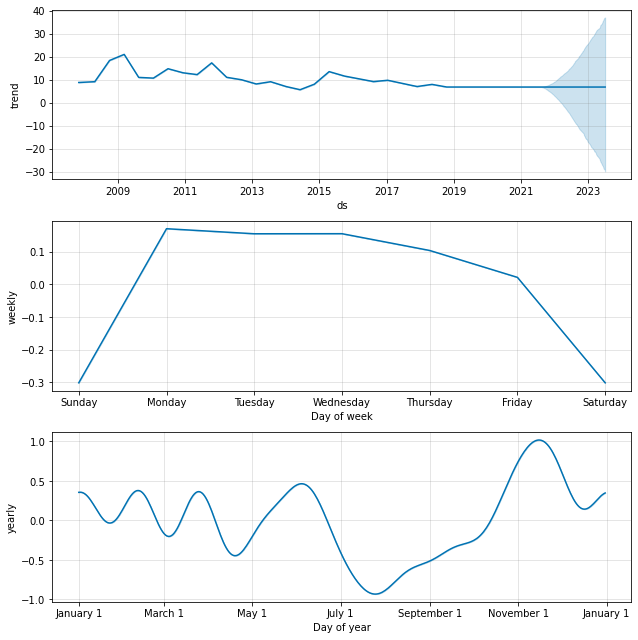 40
30
20
10
0
−10
−20
−30
trend
2009
2011
2013
2015
2017
2019
2021
2023
ds
0.1
0.0
−0.1
−0.2
−0.3
weekly
Sunday
Monday
Tuesday
Wednesday
Thursday
Friday
Saturday
Day of week
1.0
0.5
0.0
−0.5
−1.0
yearly
January 1
March 1
May 1
July 1
September 1
November 1
January 1
Day of year